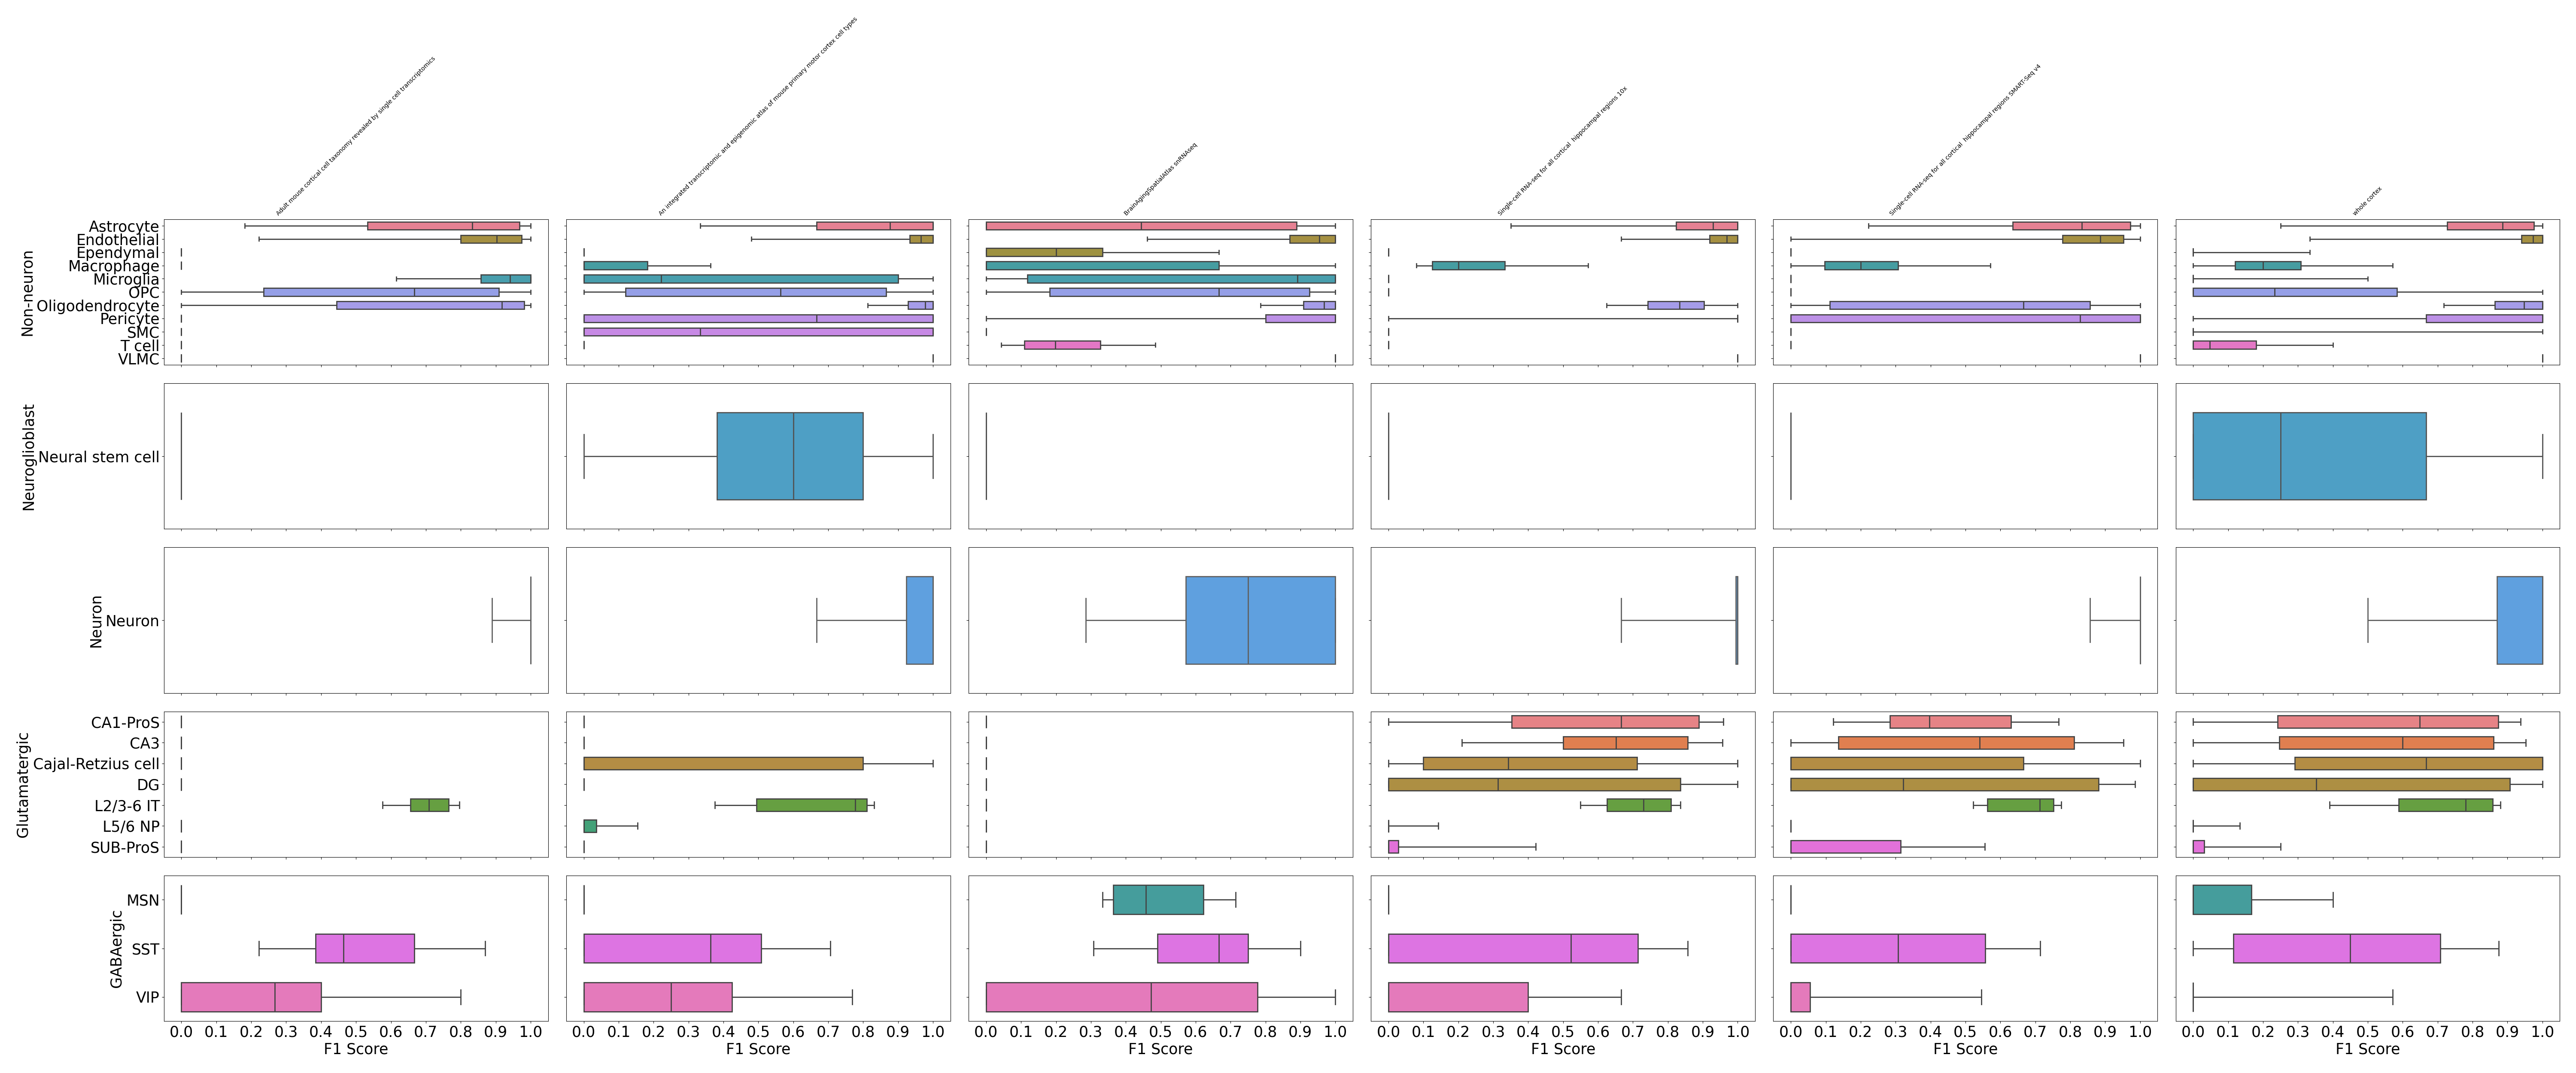 Adult mouse cortical cell taxonomy revealed by single cell transcriptomics
An integrated transcriptomic and epigenomic atlas of mouse primary motor cortex cell types
BrainAgingSpatialAtlas snRNAseq
Single-cell RNA-seq for all cortical  hippocampal regions 10x
Single-cell RNA-seq for all cortical  hippocampal regions SMART-Seq v4
whole cortex
Non-neuron
Astrocyte
Endothelial
Ependymal
Macrophage
Microglia
OPC
Oligodendrocyte
Pericyte
SMC
T cell
VLMC
Neuroglioblast
Neural stem cell
Neuron
Neuron
Glutamatergic
CA1-ProS
CA3
Cajal-Retzius cell
DG
L2/3-6 IT
L5/6 NP
SUB-ProS
GABAergic
MSN
SST
VIP
0.0 0.1 0.2 0.3 0.4 0.5 0.6 0.7 0.8 0.9 1.0
F1 Score
0.0 0.1 0.2 0.3 0.4 0.5 0.6 0.7 0.8 0.9 1.0
F1 Score
0.0 0.1 0.2 0.3 0.4 0.5 0.6 0.7 0.8 0.9 1.0
F1 Score
0.0 0.1 0.2 0.3 0.4 0.5 0.6 0.7 0.8 0.9 1.0
F1 Score
0.0 0.1 0.2 0.3 0.4 0.5 0.6 0.7 0.8 0.9 1.0
F1 Score
0.0 0.1 0.2 0.3 0.4 0.5 0.6 0.7 0.8 0.9 1.0
F1 Score